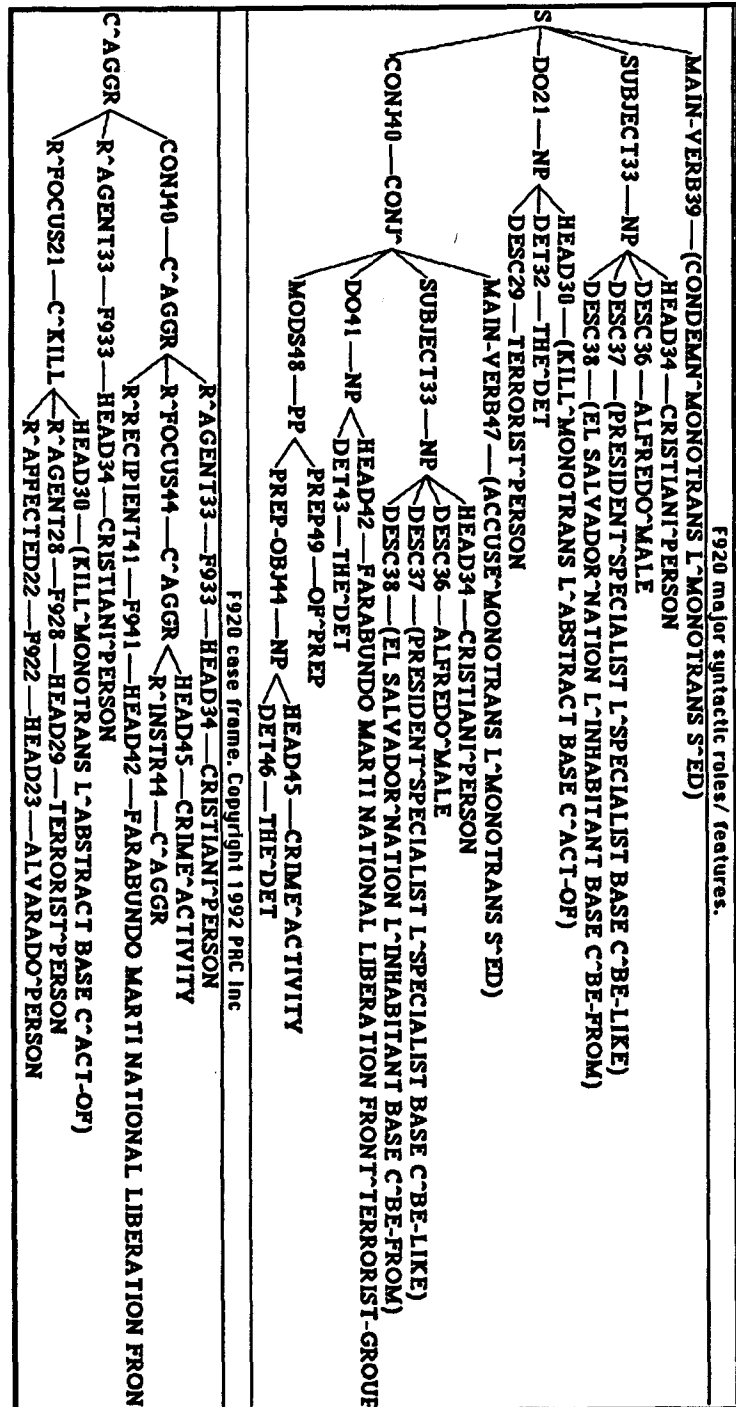 F920 major syntactic roles/ features.
MAIN-VERB39—(CONDEMN^MONOTRANS L^MONOTRANS S^ED)
HEAD34—CRISTIANI^PERSON
SUBJECT33—NP
DESC36—ALFREDO^MALE
DESC37—(PRESIDENT^SPECIALIST L^SPECIALIST BASE C^BE-LIKE)
DESC38—(EL SALVADOR^NATION L^INHABITANT BASE C^BE-FROM)
S
HEAD30—(KILL^MONOTRANS L^ABSTRACT BASE C^ACT-OF)
DO21—NP
DET32—THE^DET
DESC29—TERRORIST^PERSON
MAIN-VERB47—(ACCUSE^MONOTRANS L^MONOTRANS S^ED)
HEAD34—CRISTIANI^PERSON
SUBJECT33—NP
DESC36—ALFREDO^MALE
DESC37—(PRESIDENT^SPECIALIST L^SPECIALIST BASE C^BE-LIKE)
DESC38—(EL SALVADOR^NATION L^INHABITANT BASE C^BE-FROM)
CONJ40—CONJ^
HEAD42—FARABUNDO MARTI NATIONAL LIBERATION FRONT^TERRORIST-GROUP
DO41—NP
DET43—THE^DET
PREP49—OF^PREP
MODS48—PP
HEAD45—CRIME^ACTIVITY
PREP-OBJ44—NP
DET46—THE^DET
F920 case frame. Copyright 1992 PRC Inc
R^AGENT33—F933—HEAD34—CRISTIANI^PERSON
HEAD45—CRIME^ACTIVITY
CONJ40—C^AGGR—R^FOCUS44—C^AGGR
R^INSTR44—C^AGGR
R^RECIPIENT41—F941—HEAD42—FARABUNDO MARTI NATIONAL LIBERATION FRON
C^AGGR
R^AGENT33—F933—HEAD34—CRISTIANI^PERSON
HEAD30—(KILL^MONOTRANS L^ABSTRACT BASE C^ACT-OF)
R^FOCUS21—C^KILL—R^AGENT28—F928—HEAD29—TERRORIST^PERSON
R^AFFECTED22—F922—HEAD23—ALVARADO^PERSON